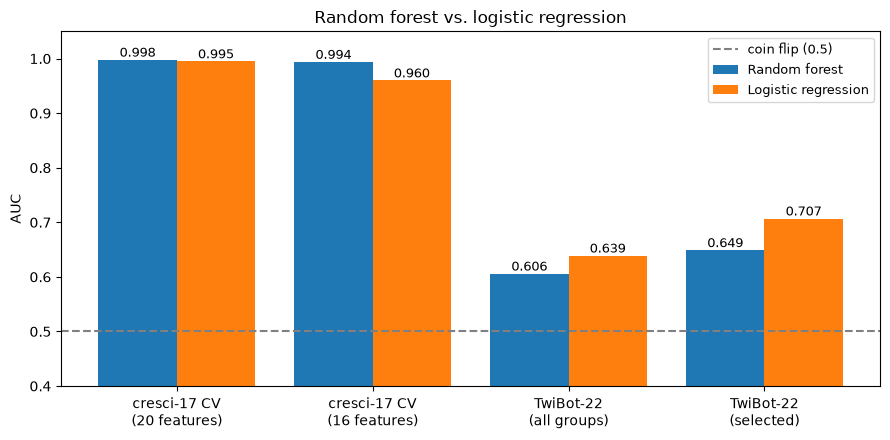 Random forest vs. logistic regression
coin flip (0.5)
Random forest
Logistic regression
AUC
1.0
0.9
0.8
0.7
0.6
0.5
0.4
0.998
0.995
0.994
0.960
0.606
0.639
0.649
0.707
cresci-17 CV
(20 features)
cresci-17 CV
(16 features)
TwiBot-22
(all groups)
TwiBot-22
(selected)